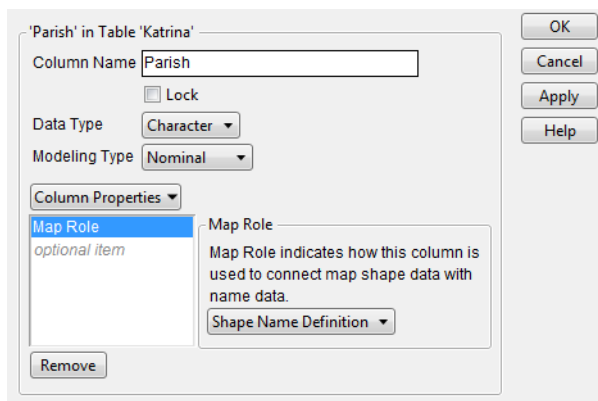 'Parish' in Table 'Katrina'
Column Name Parish
Lock
Data Type Character
Modeling Type Nominal
Column Properties
Map Role
optional item
Map Role
Map Role indicates how this column is
used to connect map shape data with
name data.
Shape Name Definition
Remove
OK
Cancel
Apply
Help